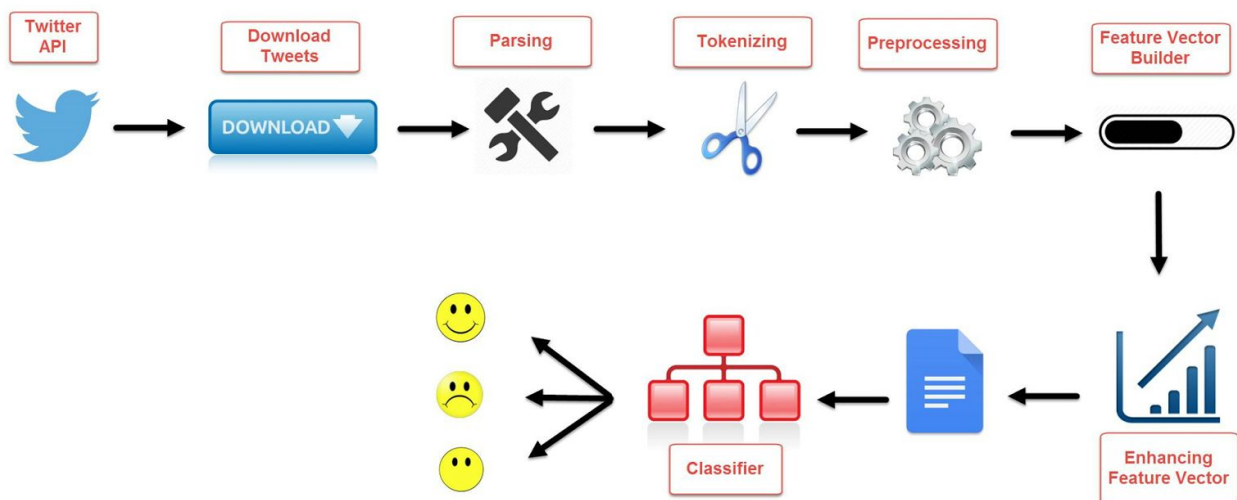 Twitter
API
Download
Tweets
Parsing
Tokenizing
Preprocessing
Feature Vector
Builder
DOWNLOAD
Classifier
Enhancing
Feature Vector